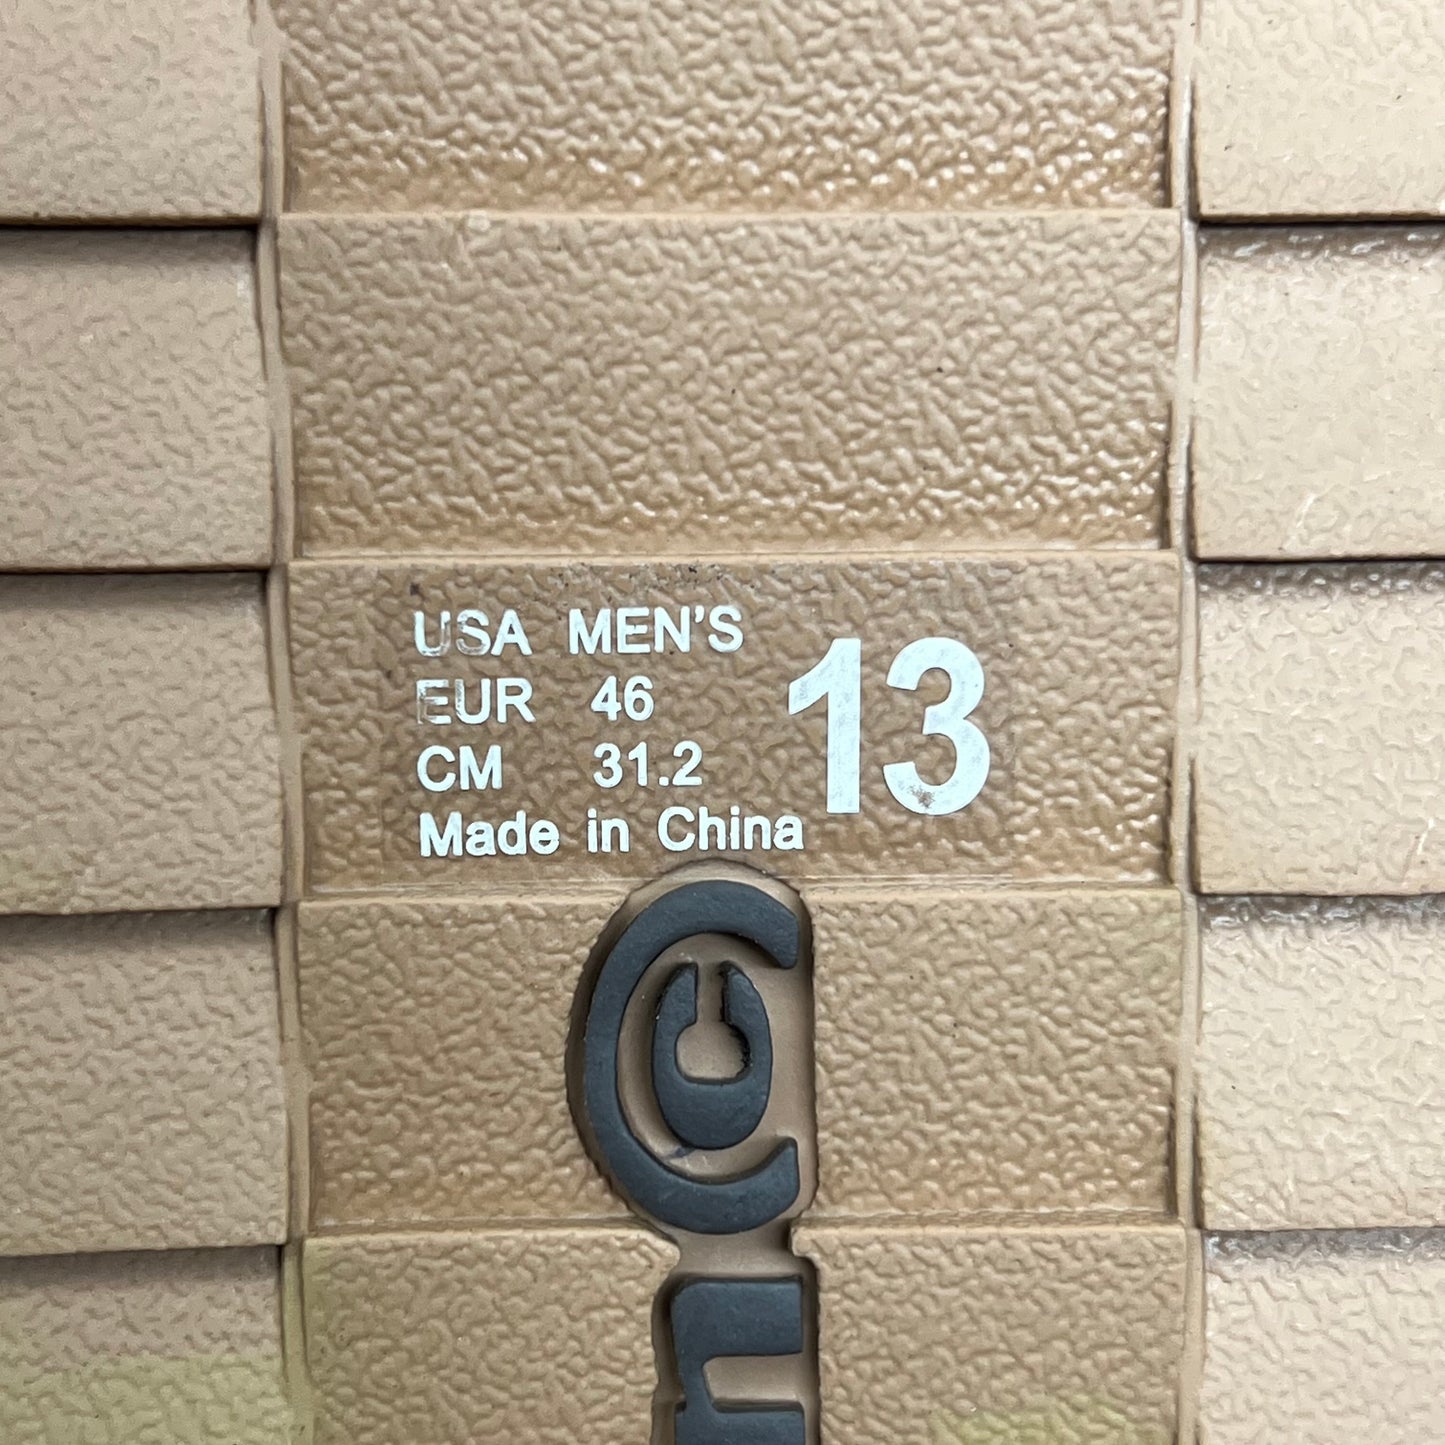 USA MEN'S 13
EUR 46
CM 31.2
Made in China